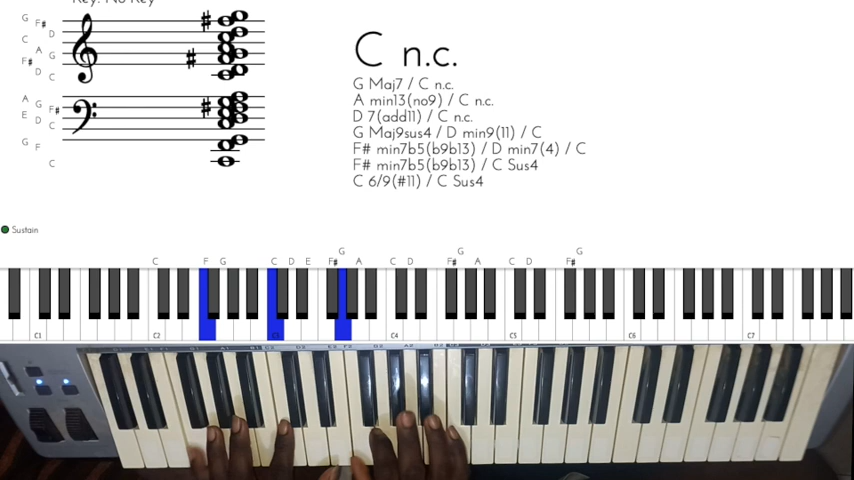 Key: No Key
C n.c.
G Maj7 / C n.c.
A min13(no9) / C n.c.
D 7(add11) / C n.c.
G Maj9sus4 / D min9(11) / C
F# min7b5(b9b13) / D min7(4) / C
F# min7b5(b9b13) / C Sus4
C 6/9(#11) / C Sus4
G F# D
C A G
F# D C
A G F#
E D C
G F
C
Sustain
G G G
C F G C D E F# A C D F# A C D F#
C1 C2 C3 C4 C5 C6 C7